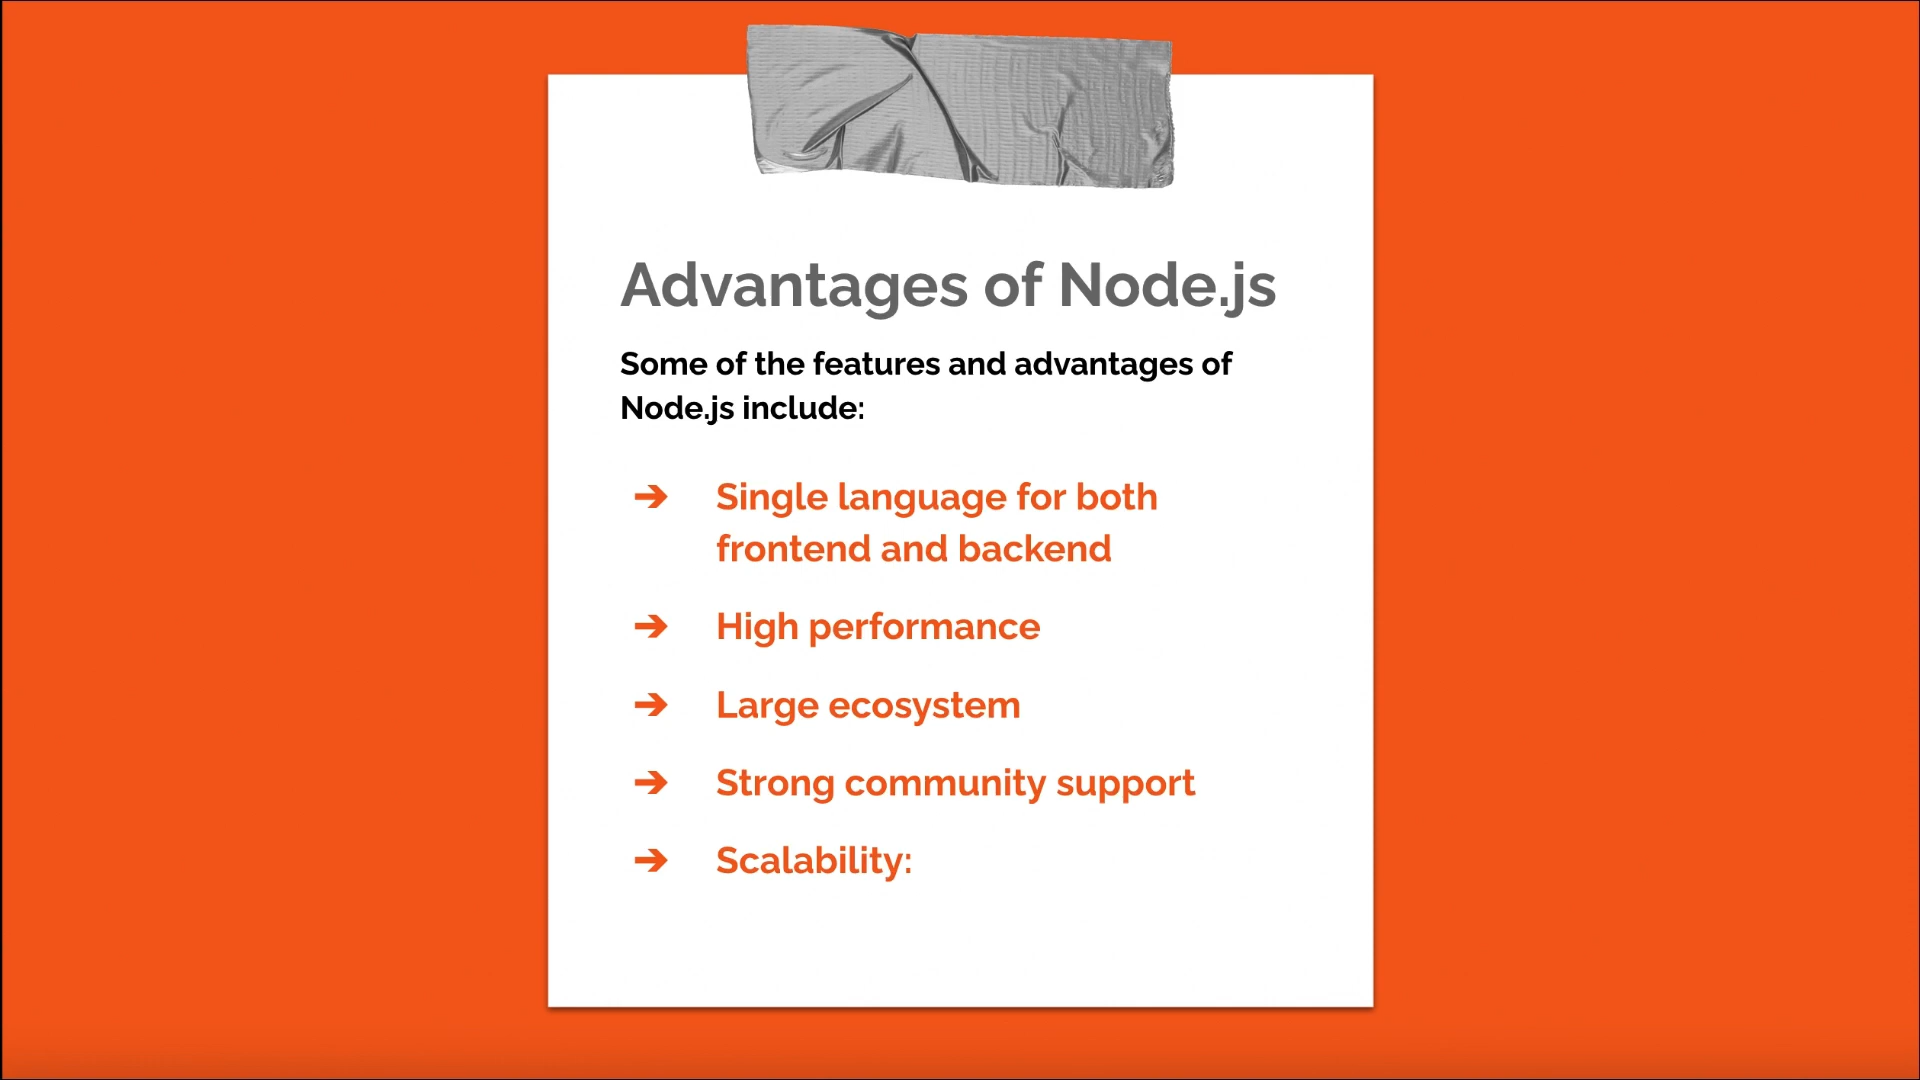 Advantages of Node.js
Some of the features and advantages of
Node.js include:
➔ Single language for both
frontend and backend
➔ High performance
➔ Large ecosystem
➔ Strong community support
➔ Scalability: